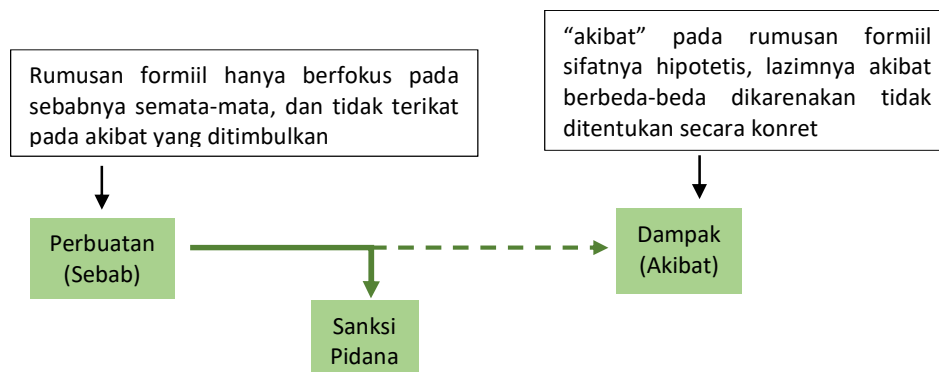 Rumusan formiil hanya berfokus pada
sebabnya semata-mata, dan tidak terikat
pada akibat yang ditimbulkan
“akibat” pada rumusan formiil
sifatnya hipotetis, lazimnya akibat
berbeda-beda dikarenakan tidak
ditentukan secara konret
Perbuatan
(Sebab)
Dampak
(Akibat)
Sanksi
Pidana